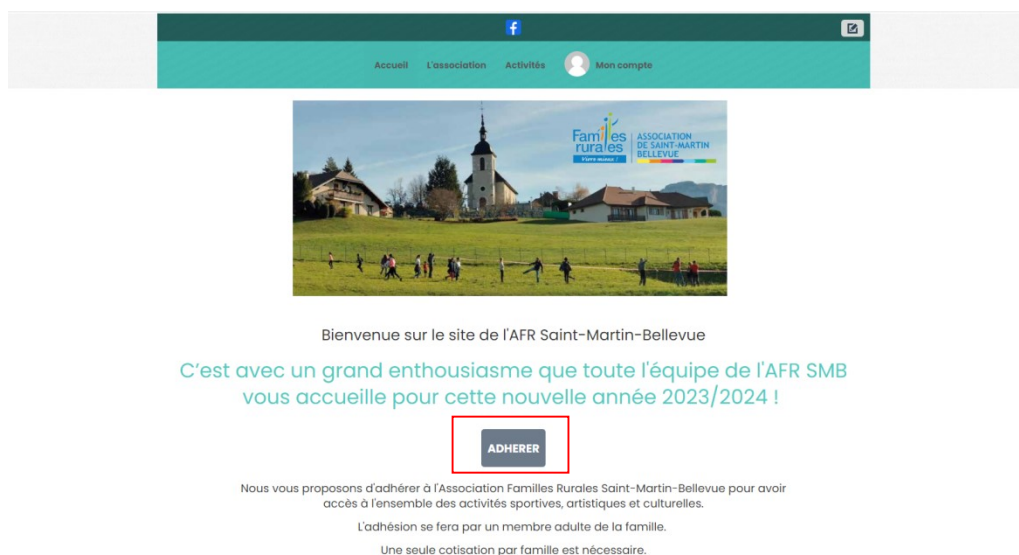 Accueil L'association Activités Mon compte
Familles
rurales
Vivre mieux !
ASSOCIATION
DE SAINT-MARTIN
BELLEVUE
Bienvenue sur le site de l'AFR Saint-Martin-Bellevue
C'est avec un grand enthousiasme que toute l'équipe de l'AFR SMB
vous accueille pour cette nouvelle année 2023/2024 !
ADHERER
Nous vous proposons d'adhérer à l'Association Familles Rurales Saint-Martin-Bellevue pour avoir
accès à l'ensemble des activités sportives, artistiques et culturelles.
L'adhésion se fera par un membre adulte de la famille.
Une seule cotisation par famille est nécessaire.